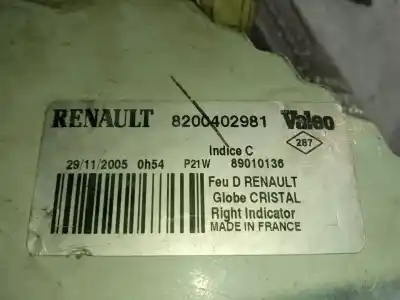 RENAULT 8200402981 Valeo
Indice C 287
29/11/2005 0h54 P21W 89010136
Feu D RENAULT
Globe CRISTAL
Right Indicator
MADE IN FRANCE